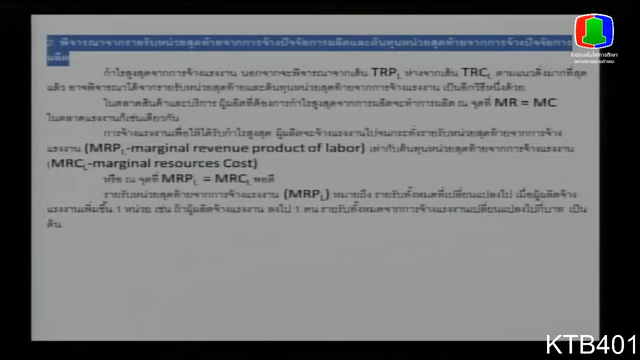 2. พิจารณาจากรายรับหน่วยสุดท้ายจากการจ้างปัจจัยการผลิตและต้นทุนหน่วยสุดท้ายจากการจ้างปัจจัยการ
ผลิต
กำไรสูงสุดจากการจ้างแรงงาน นอกจากจะพิจารณาจากเส้น TRPL ห่างจากเส้น TRCL ตามแนวดิ่งมากที่สุด
แล้ว อาจพิจารณาได้จากรายรับหน่วยสุดท้ายและต้นทุนหน่วยสุดท้ายจากการจ้างแรงงาน เป็นอีกวิธีหนึ่งด้วย
ในตลาดสินค้าและบริการ ผู้ผลิตที่ต้องการกำไรสูงสุดจากการผลิตจะทำการผลิต ณ จุดที่ MR = MC
ในตลาดแรงงานก็เช่นเดียวกัน
การจ้างแรงงานเพื่อให้ได้รับกำไรสูงสุด ผู้ผลิตจะจ้างแรงงานไปจนกระทั่งรายรับหน่วยสุดท้ายจากการจ้าง
แรงงาน (MRPL-marginal revenue product of labor) เท่ากับต้นทุนหน่วยสุดท้ายจากการจ้างแรงงาน
(MRCL-marginal resources Cost)
หรือ ณ จุดที่ MRPL = MRCL พอดี
รายรับหน่วยสุดท้ายจากการจ้างแรงงาน (MRPL) หมายถึง รายรับทั้งหมดที่เปลี่ยนแปลงไป เมื่อผู้ผลิตจ้าง
แรงงานเพิ่มขึ้น 1 หน่วย เช่น ถ้าผู้ผลิตจ้างแรงงาน ลงไป 1 คน รายรับทั้งหมดจากการจ้างแรงงานเปลี่ยนแปลงไปกี่บาท เป็น
ต้น
KTB401